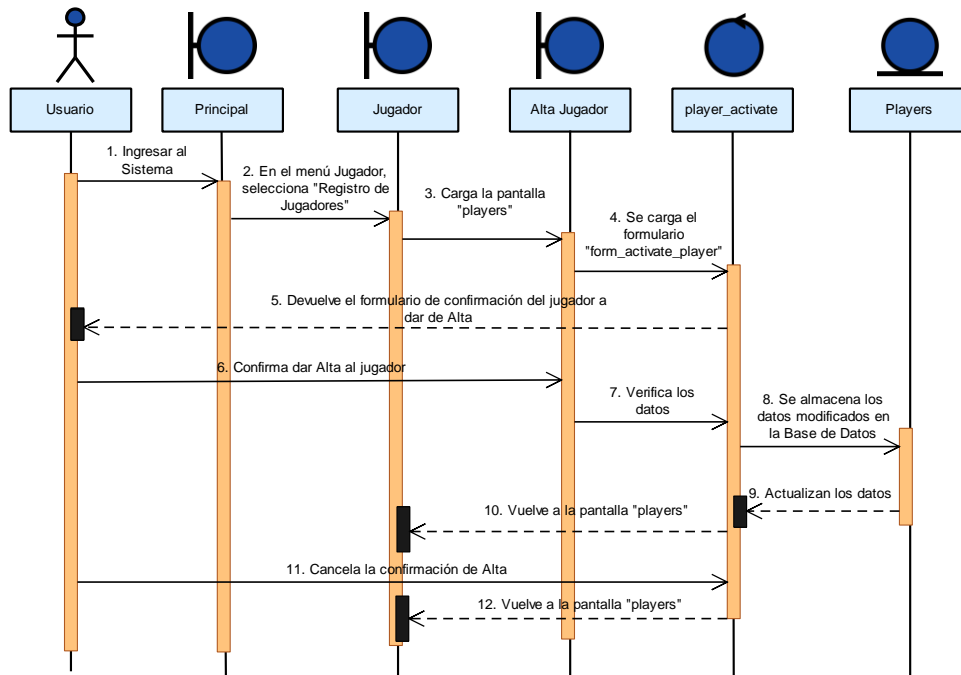 Usuario
Principal
Jugador
Alta Jugador
player_activate
Players
1. Ingresar al
Sistema
2. En el menú Jugador,
selecciona "Registro de
Jugadores"
3. Carga la pantalla
"players"
4. Se carga el
formulario
"form_activate_player"
5. Devuelve el formulario de confirmación del jugador a
dar de Alta
6. Confirma dar Alta al jugador
7. Verifica los
datos
8. Se almacena los
datos modificados en
la Base de Datos
9. Actualizan los datos
10. Vuelve a la pantalla "players"
11. Cancela la confirmación de Alta
12. Vuelve a la pantalla "players"